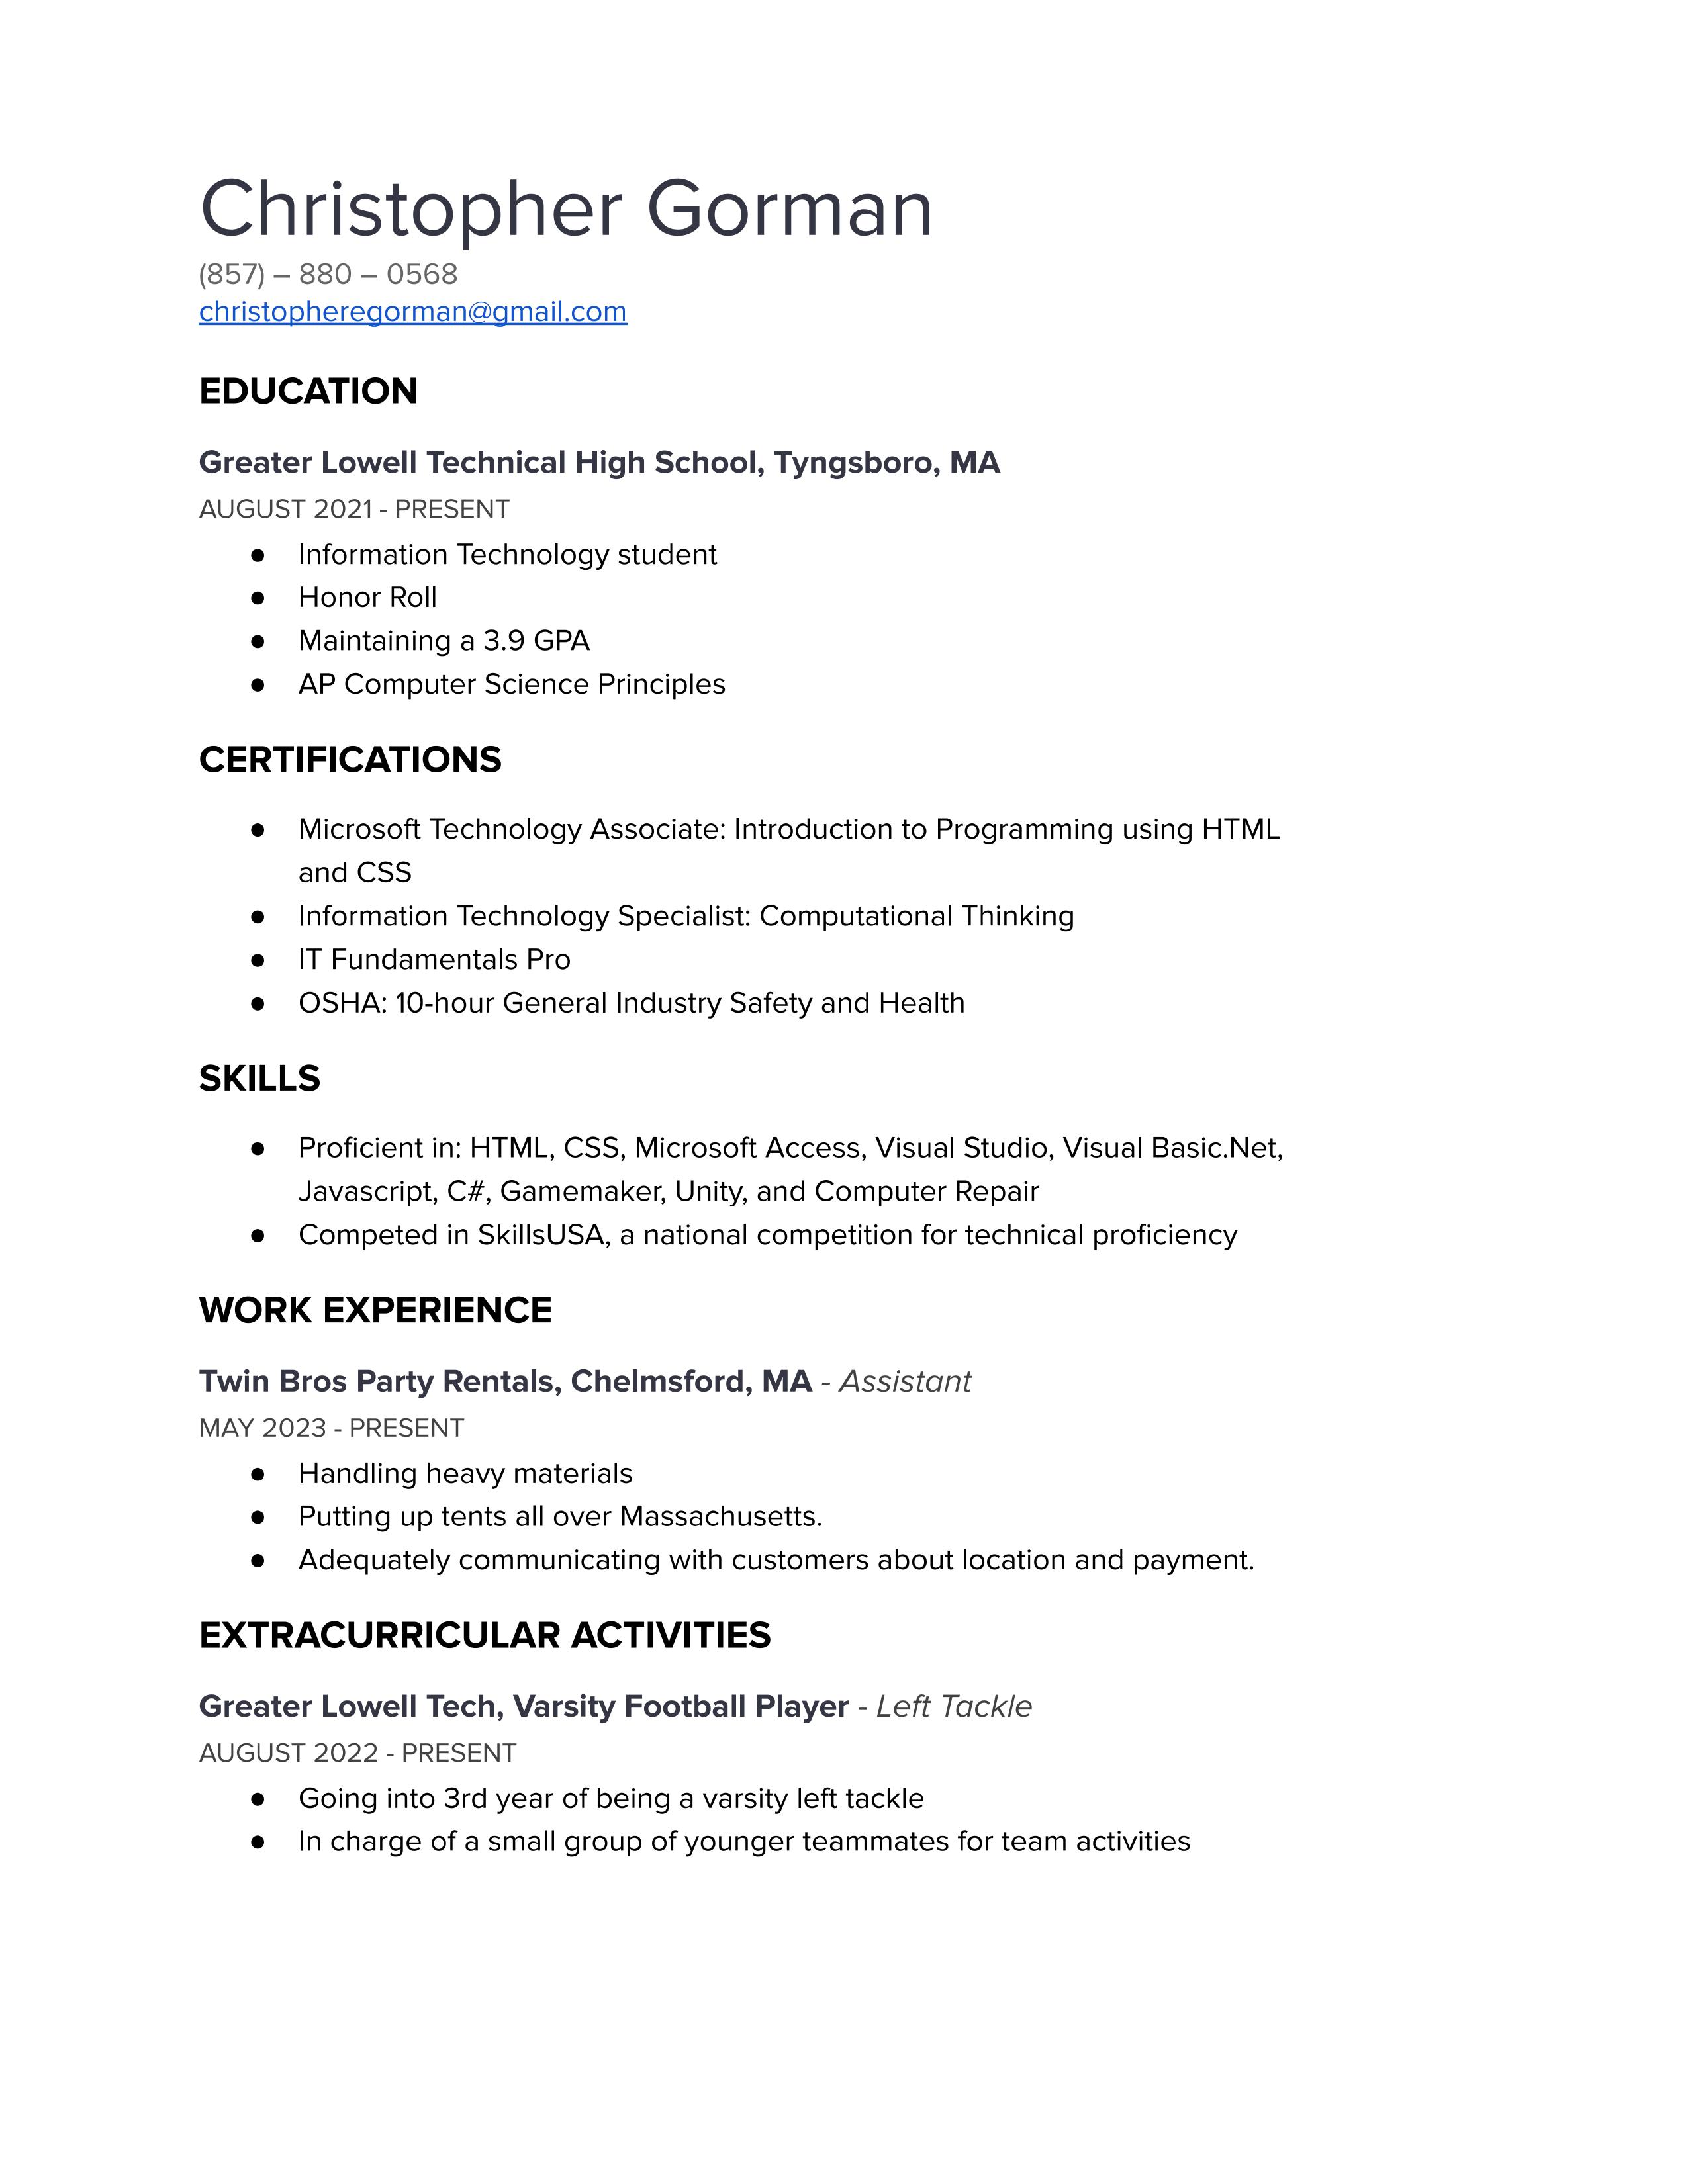 Christopher Gorman
(857) – 880 – 0568
christopheregorman@gmail.com
EDUCATION
Greater Lowell Technical High School, Tyngsboro, MA
AUGUST 2021 - PRESENT
● Information Technology student
● Honor Roll
● Maintaining a 3.9 GPA
● AP Computer Science Principles
CERTIFICATIONS
● Microsoft Technology Associate: Introduction to Programming using HTML
and CSS
● Information Technology Specialist: Computational Thinking
● IT Fundamentals Pro
● OSHA: 10-hour General Industry Safety and Health
SKILLS
● Proficient in: HTML, CSS, Microsoft Access, Visual Studio, Visual Basic.Net,
Javascript, C#, Gamemaker, Unity, and Computer Repair
● Competed in SkillsUSA, a national competition for technical proficiency
WORK EXPERIENCE
Twin Bros Party Rentals, Chelmsford, MA - Assistant
MAY 2023 - PRESENT
● Handling heavy materials
● Putting up tents all over Massachusetts.
● Adequately communicating with customers about location and payment.
EXTRACURRICULAR ACTIVITIES
Greater Lowell Tech, Varsity Football Player - Left Tackle
AUGUST 2022 - PRESENT
● Going into 3rd year of being a varsity left tackle
● In charge of a small group of younger teammates for team activities